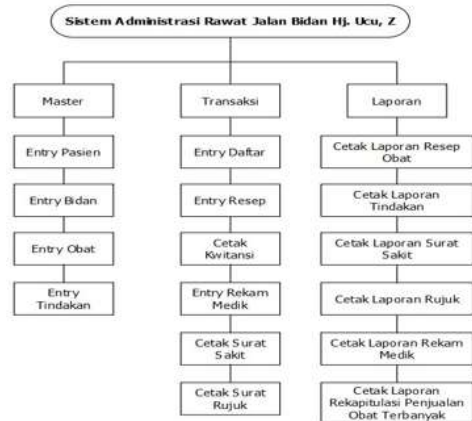 Sistem Administrasi Rawat Jalan Bidan Hj. Ucu, Z
Master
Entry Pasien
Entry Bidan
Entry Obat
Entry
Tindakan
Transaksi
Entry Daftar
Entry Resep
Cetak
Kwitansi
Entry Rekam
Medik
Cetak Surat
Sakit
Cetak Surat
Rujuk
Laporan
Cetak Laporan Resep
Obat
Cetak Laporan
Tindakan
Cetak Laporan Surat
Sakit
Cetak Laporan Rujuk
Cetak Laporan Rekam
Medik
Cetak Laporan
Rekapitulasi Penjualan
Obat Terbanyak